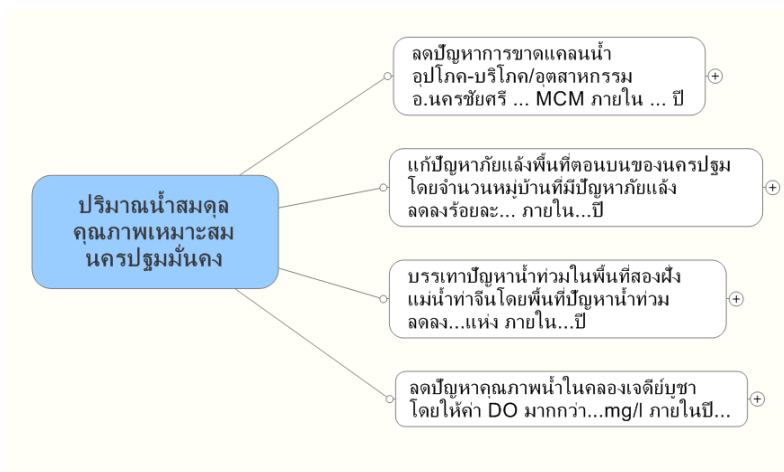 ปริมาณน้ำสมดุล
คุณภาพเหมาะสม
นครปฐมมั่นคง
ลดปัญหาการขาดแคลนน้ำ
อุปโภค-บริโภค/อุตสาหกรรม
อ.นครชัยศรี ... MCM ภายใน ... ปี
แก้ปัญหาภัยแล้งพื้นที่ตอนบนของนครปฐม
โดยจำนวนหมู่บ้านที่มีปัญหาภัยแล้ง
ลดลงร้อยละ... ภายใน...ปี
บรรเทาปัญหาน้ำท่วมในพื้นที่สองฝั่ง
แม่น้ำท่าจีนโดยพื้นที่ปัญหาน้ำท่วม
ลดลง...แห่ง ภายใน...ปี
ลดปัญหาคุณภาพน้ำในคลองเจดีย์บูชา
โดยให้ค่า DO มากกว่า...mg/l ภายในปี...